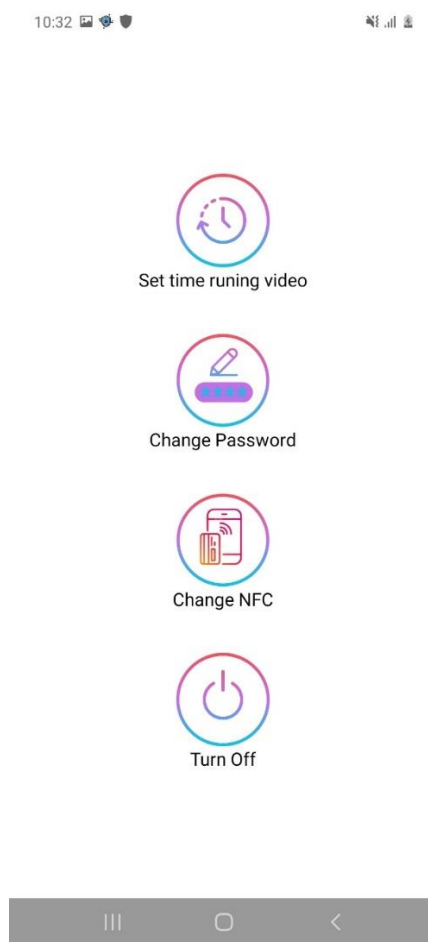 10:32
Set time runing video
Change Password
Change NFC
Turn Off